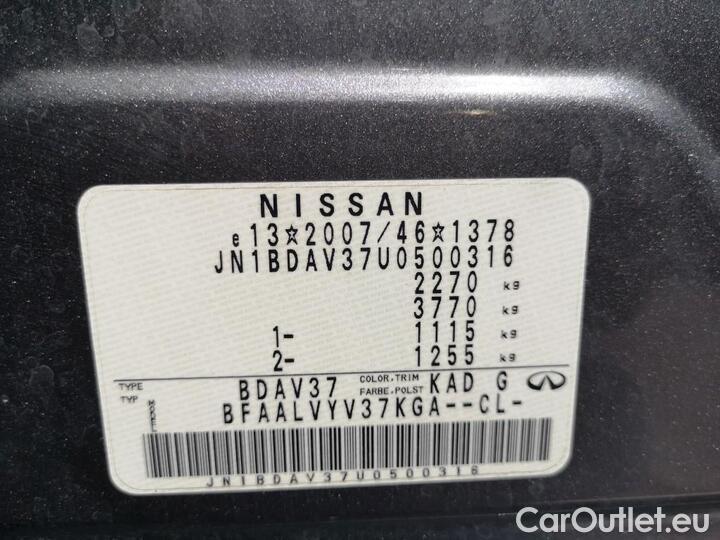 NISSAN
e13☆2007/46☆1378
JN1BDAV37U0500316
2270 kg
3770 kg
1- 1115 kg
2- 1255 kg
TYPE TYP BDAV37 COLOR,TRIM FARBE,POLST KAD G
MODEL BFAALVYV37KGA--CL-
JN1BDAV37U0500316
CarOutlet.eu